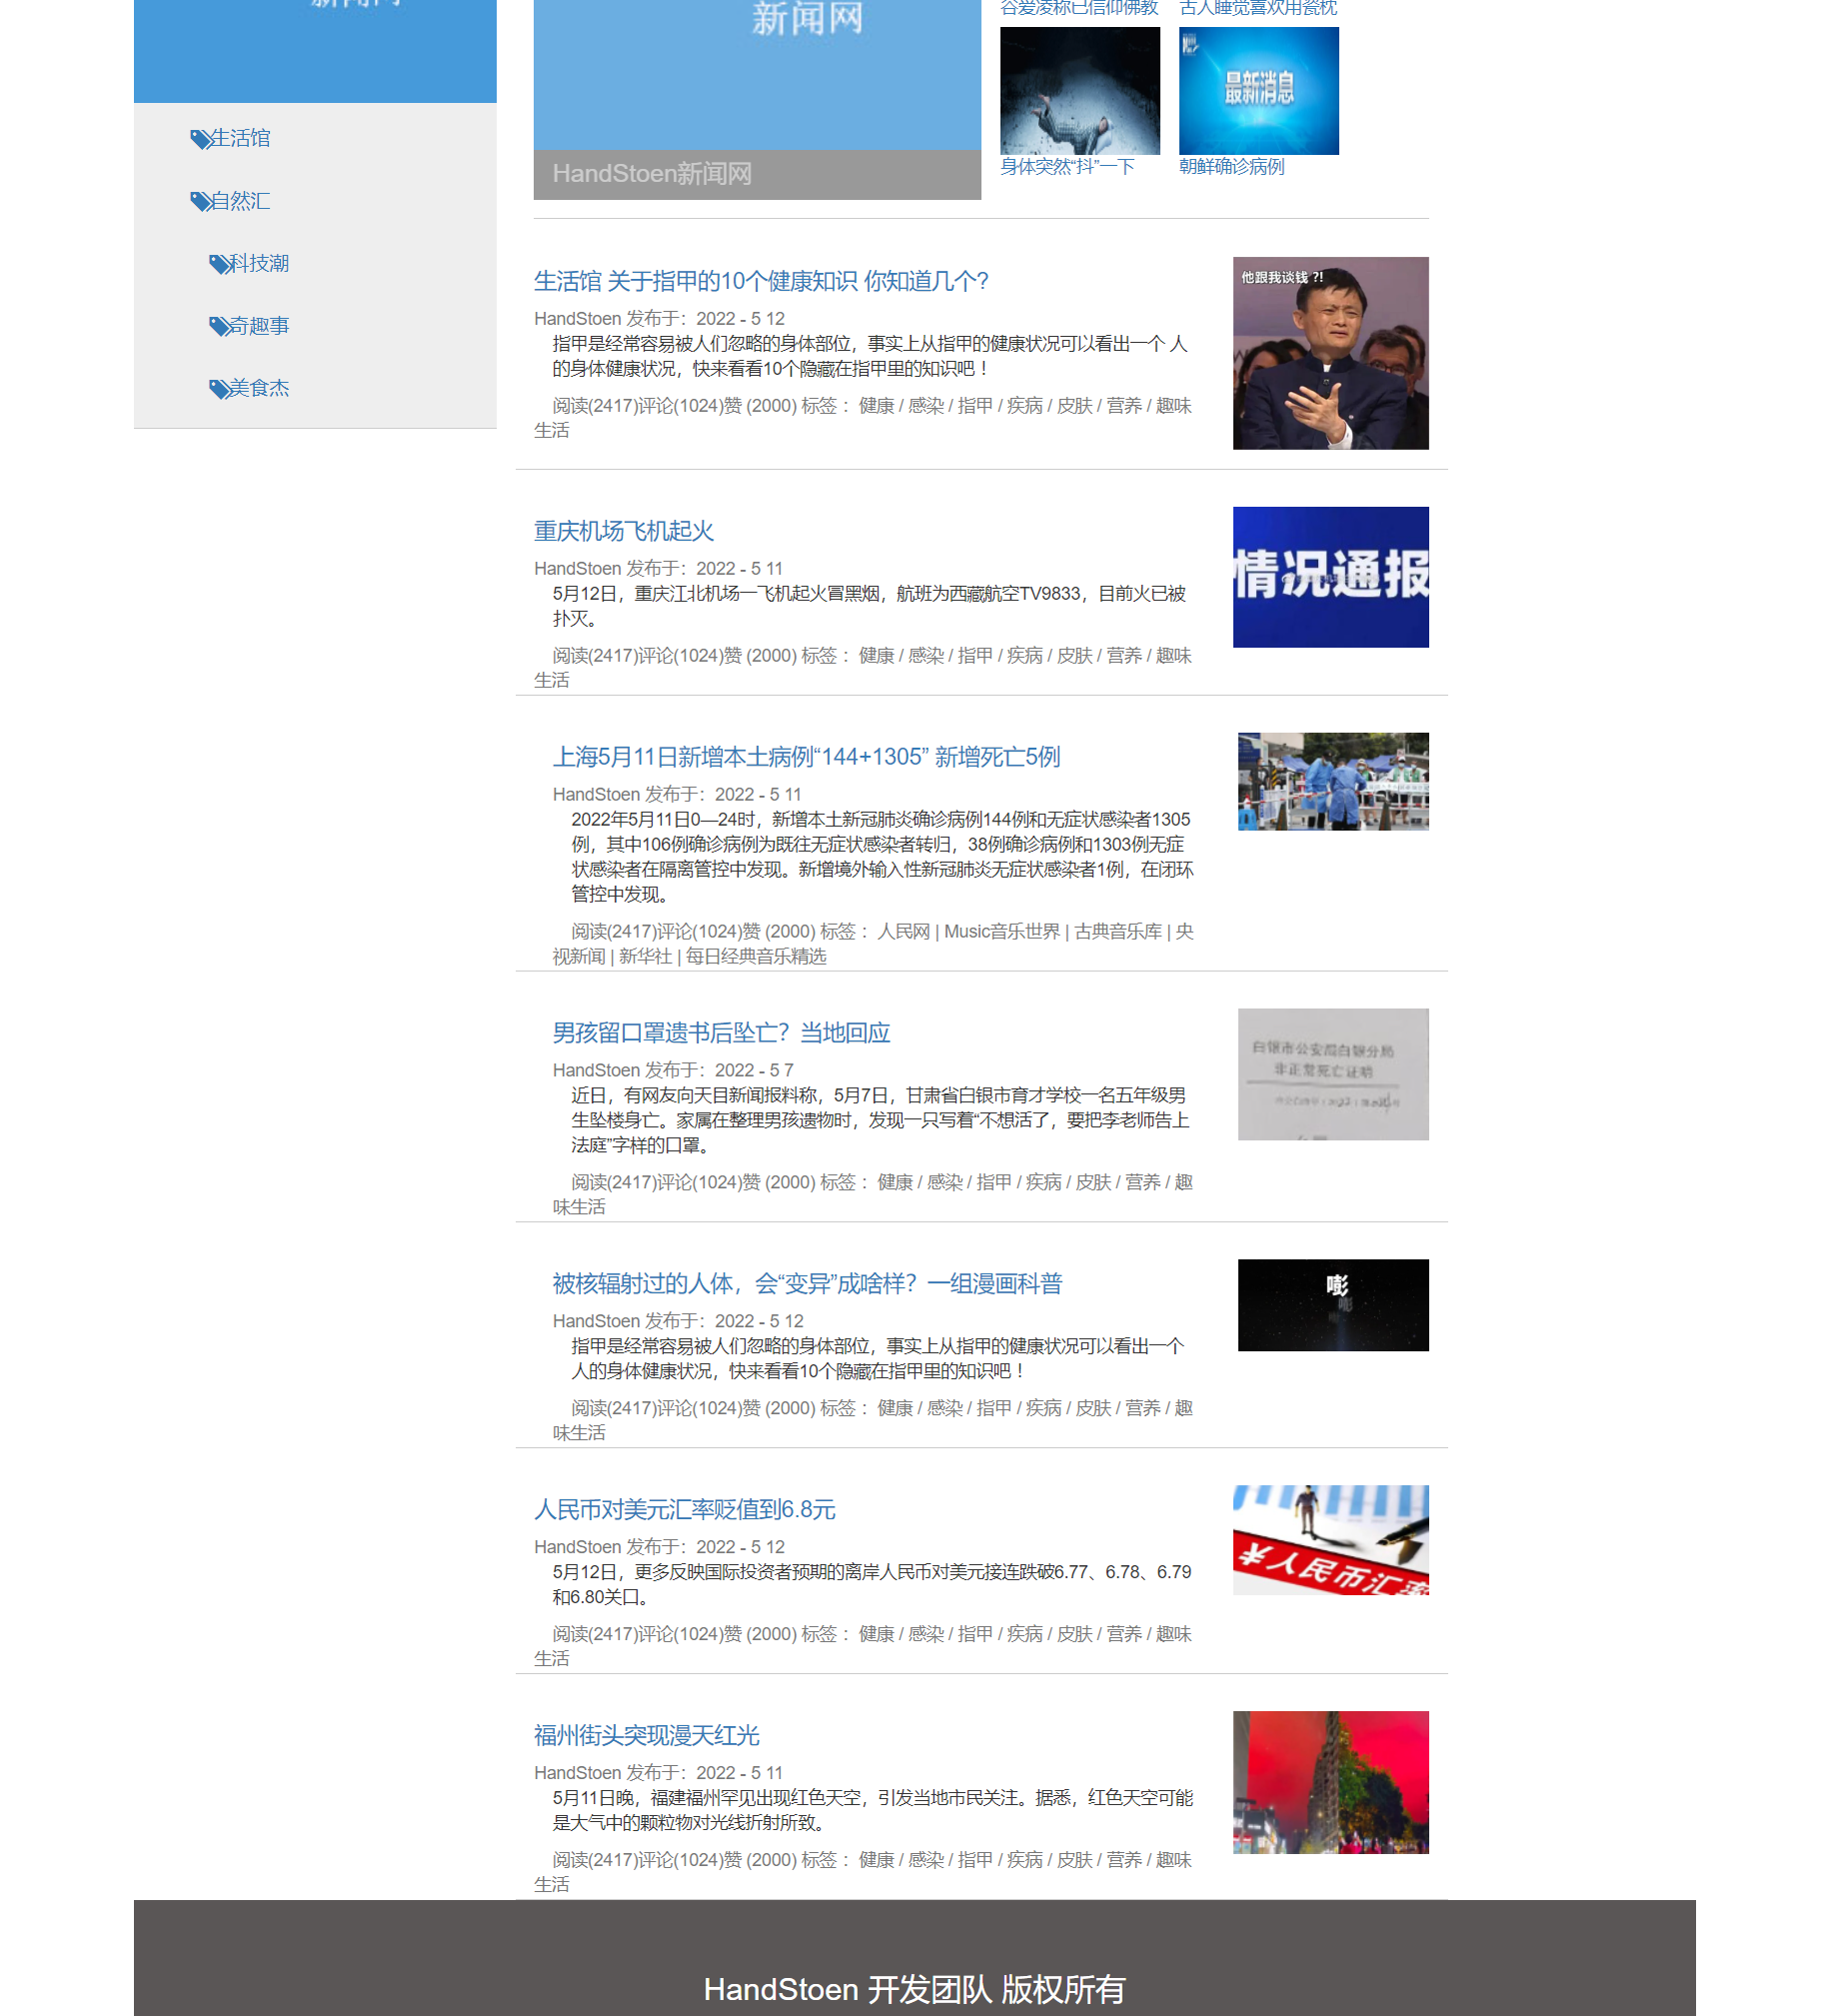 新闻网
新闻网
HandStoen新闻网
谷爱凌称已信仰佛教
古人睡觉喜欢用瓷枕
最新消息
身体突然“抖”一下
朝鲜确诊病例
生活馆
自然汇
科技潮
奇趣事
美食杰
生活馆 关于指甲的10个健康知识 你知道几个?
HandStoen 发布于：2022 - 5 12
指甲是经常容易被人们忽略的身体部位，事实上从指甲的健康状况可以看出一个 人
的身体健康状况，快来看看10个隐藏在指甲里的知识吧！
阅读(2417)评论(1024)赞 (2000) 标签： 健康 / 感染 / 指甲 / 疾病 / 皮肤 / 营养 / 趣味
生活
他跟我谈钱 ?!
重庆机场飞机起火
HandStoen 发布于：2022 - 5 11
5月12日，重庆江北机场一飞机起火冒黑烟，航班为西藏航空TV9833，目前火已被
扑灭。
阅读(2417)评论(1024)赞 (2000) 标签： 健康 / 感染 / 指甲 / 疾病 / 皮肤 / 营养 / 趣味
生活
情况通报
上海5月11日新增本土病例“144+1305” 新增死亡5例
HandStoen 发布于：2022 - 5 11
2022年5月11日0—24时，新增本土新冠肺炎确诊病例144例和无症状感染者1305
例，其中106例确诊病例为既往无症状感染者转归，38例确诊病例和1303例无症
状感染者在隔离管控中发现。新增境外输入性新冠肺炎无症状感染者1例，在闭环
管控中发现。
阅读(2417)评论(1024)赞 (2000) 标签： 人民网 | Music音乐世界 | 古典音乐库 | 央
视新闻 | 新华社 | 每日经典音乐精选
男孩留口罩遗书后坠亡？当地回应
HandStoen 发布于：2022 - 5 7
近日，有网友向天目新闻报料称，5月7日，甘肃省白银市育才学校一名五年级男
生坠楼身亡。家属在整理男孩遗物时，发现一只写着“不想活了，要把李老师告上
法庭”字样的口罩。
阅读(2417)评论(1024)赞 (2000) 标签： 健康 / 感染 / 指甲 / 疾病 / 皮肤 / 营养 / 趣
味生活
白银市公安局白银分局
非正常死亡证明
被核辐射过的人体，会“变异”成啥样？一组漫画科普
HandStoen 发布于：2022 - 5 12
指甲是经常容易被人们忽略的身体部位，事实上从指甲的健康状况可以看出一个
人的身体健康状况，快来看看10个隐藏在指甲里的知识吧！
阅读(2417)评论(1024)赞 (2000) 标签： 健康 / 感染 / 指甲 / 疾病 / 皮肤 / 营养 / 趣
味生活
嘭
嘭
人民币对美元汇率贬值到6.8元
HandStoen 发布于：2022 - 5 12
5月12日，更多反映国际投资者预期的离岸人民币对美元接连跌破6.77、6.78、6.79
和6.80关口。
阅读(2417)评论(1024)赞 (2000) 标签： 健康 / 感染 / 指甲 / 疾病 / 皮肤 / 营养 / 趣味
生活
¥人民币汇率
福州街头突现漫天红光
HandStoen 发布于：2022 - 5 11
5月11日晚，福建福州罕见出现红色天空，引发当地市民关注。据悉，红色天空可能
是大气中的颗粒物对光线折射所致。
阅读(2417)评论(1024)赞 (2000) 标签： 健康 / 感染 / 指甲 / 疾病 / 皮肤 / 营养 / 趣味
生活
HandStoen 开发团队 版权所有